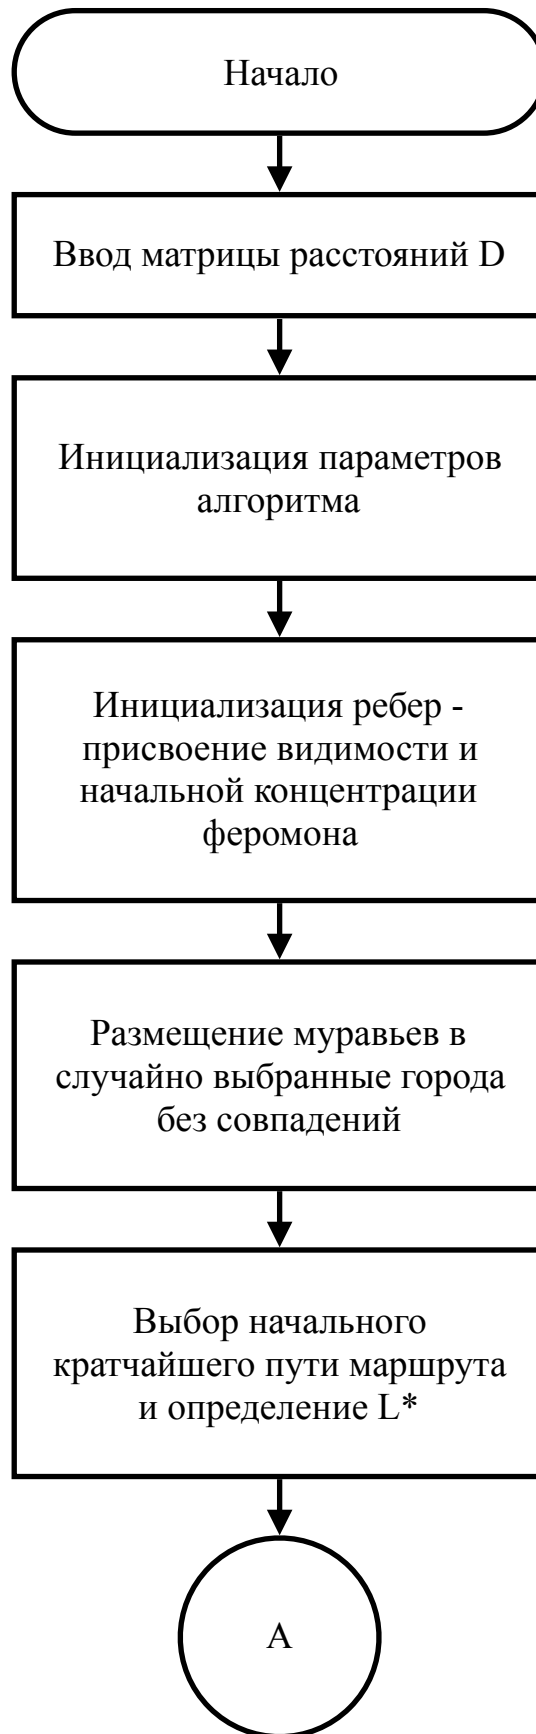 Начало
Ввод матрицы расстояний D
Инициализация параметров
алгоритма
Инициализация ребер -
присвоение видимости и
начальной концентрации
феромона
Размещение муравьев в
случайно выбранные города
без совпадений
Выбор начального
кратчайшего пути маршрута
и определение L*
А